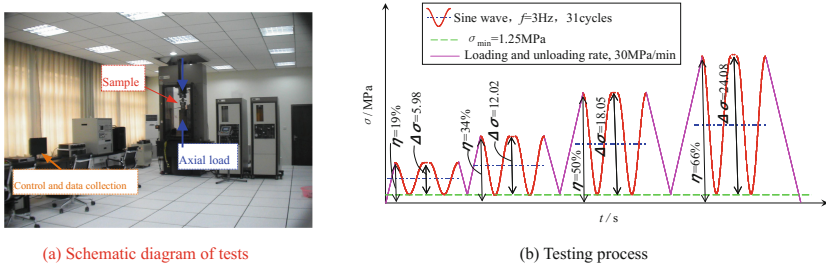 Sample
Axial load
Control and data collection
(a) Schematic diagram of tests
Sine wave, f=3Hz, 31cycles
σmin=1.25MPa
Loading and unloading rate, 30MPa/min
σ / MPa
η=19%
Δσ=5.98
η=34%
Δσ=12.02
η=50%
Δσ=18.05
η=66%
Δσ=24.08
t / s
(b) Testing process